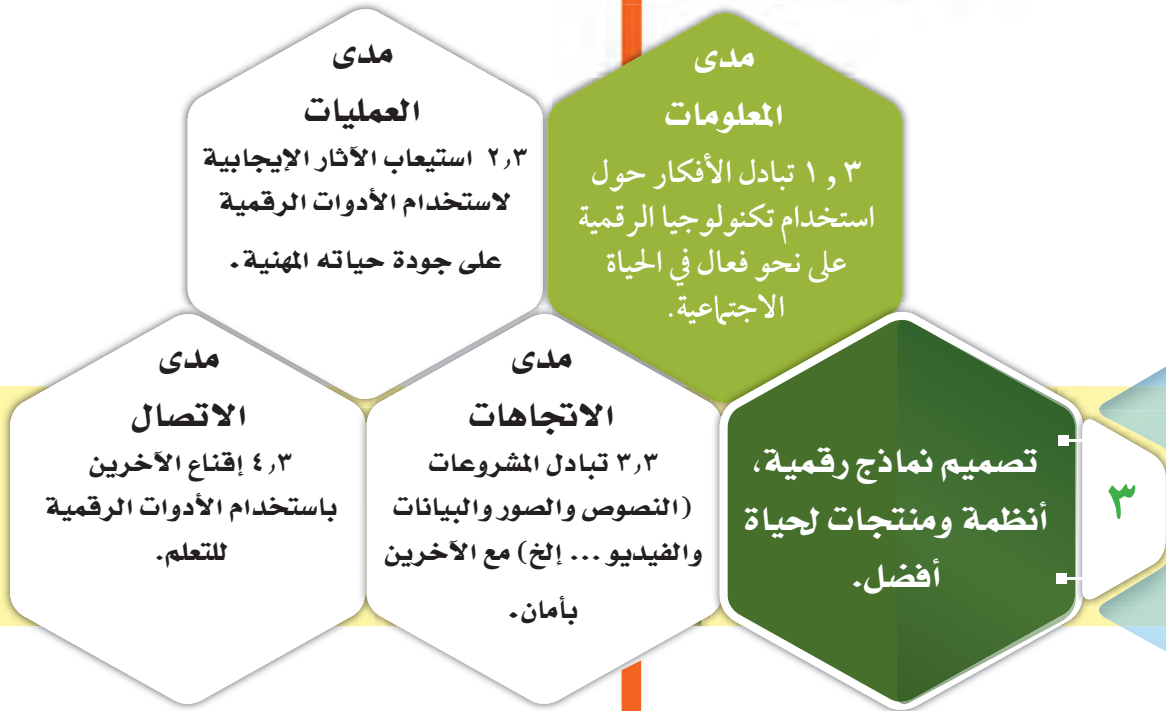 مدى
المعلومات
٣ , ١ تبادل الأفكار حول
استخدام تكنولوجيا الرقمية
على نحو فعال في الحياة
الاجتماعية.
مدى
العمليات
٢,٣ استيعاب الآثار الإيجابية
لاستخدام الأدوات الرقمية
على جودة حياته المهنية.
٣
تصميم نماذج رقمية،
أنظمة ومنتجات لحياة
أفضل.
مدى
الاتجاهات
٣,٣ تبادل المشروعات
(النصوص والصور والبيانات
والفيديو ... إلخ) مع الآخرين
بأمان.
مدى
الاتصال
٤,٣ إقناع الآخرين
باستخدام الأدوات الرقمية
للتعلم.